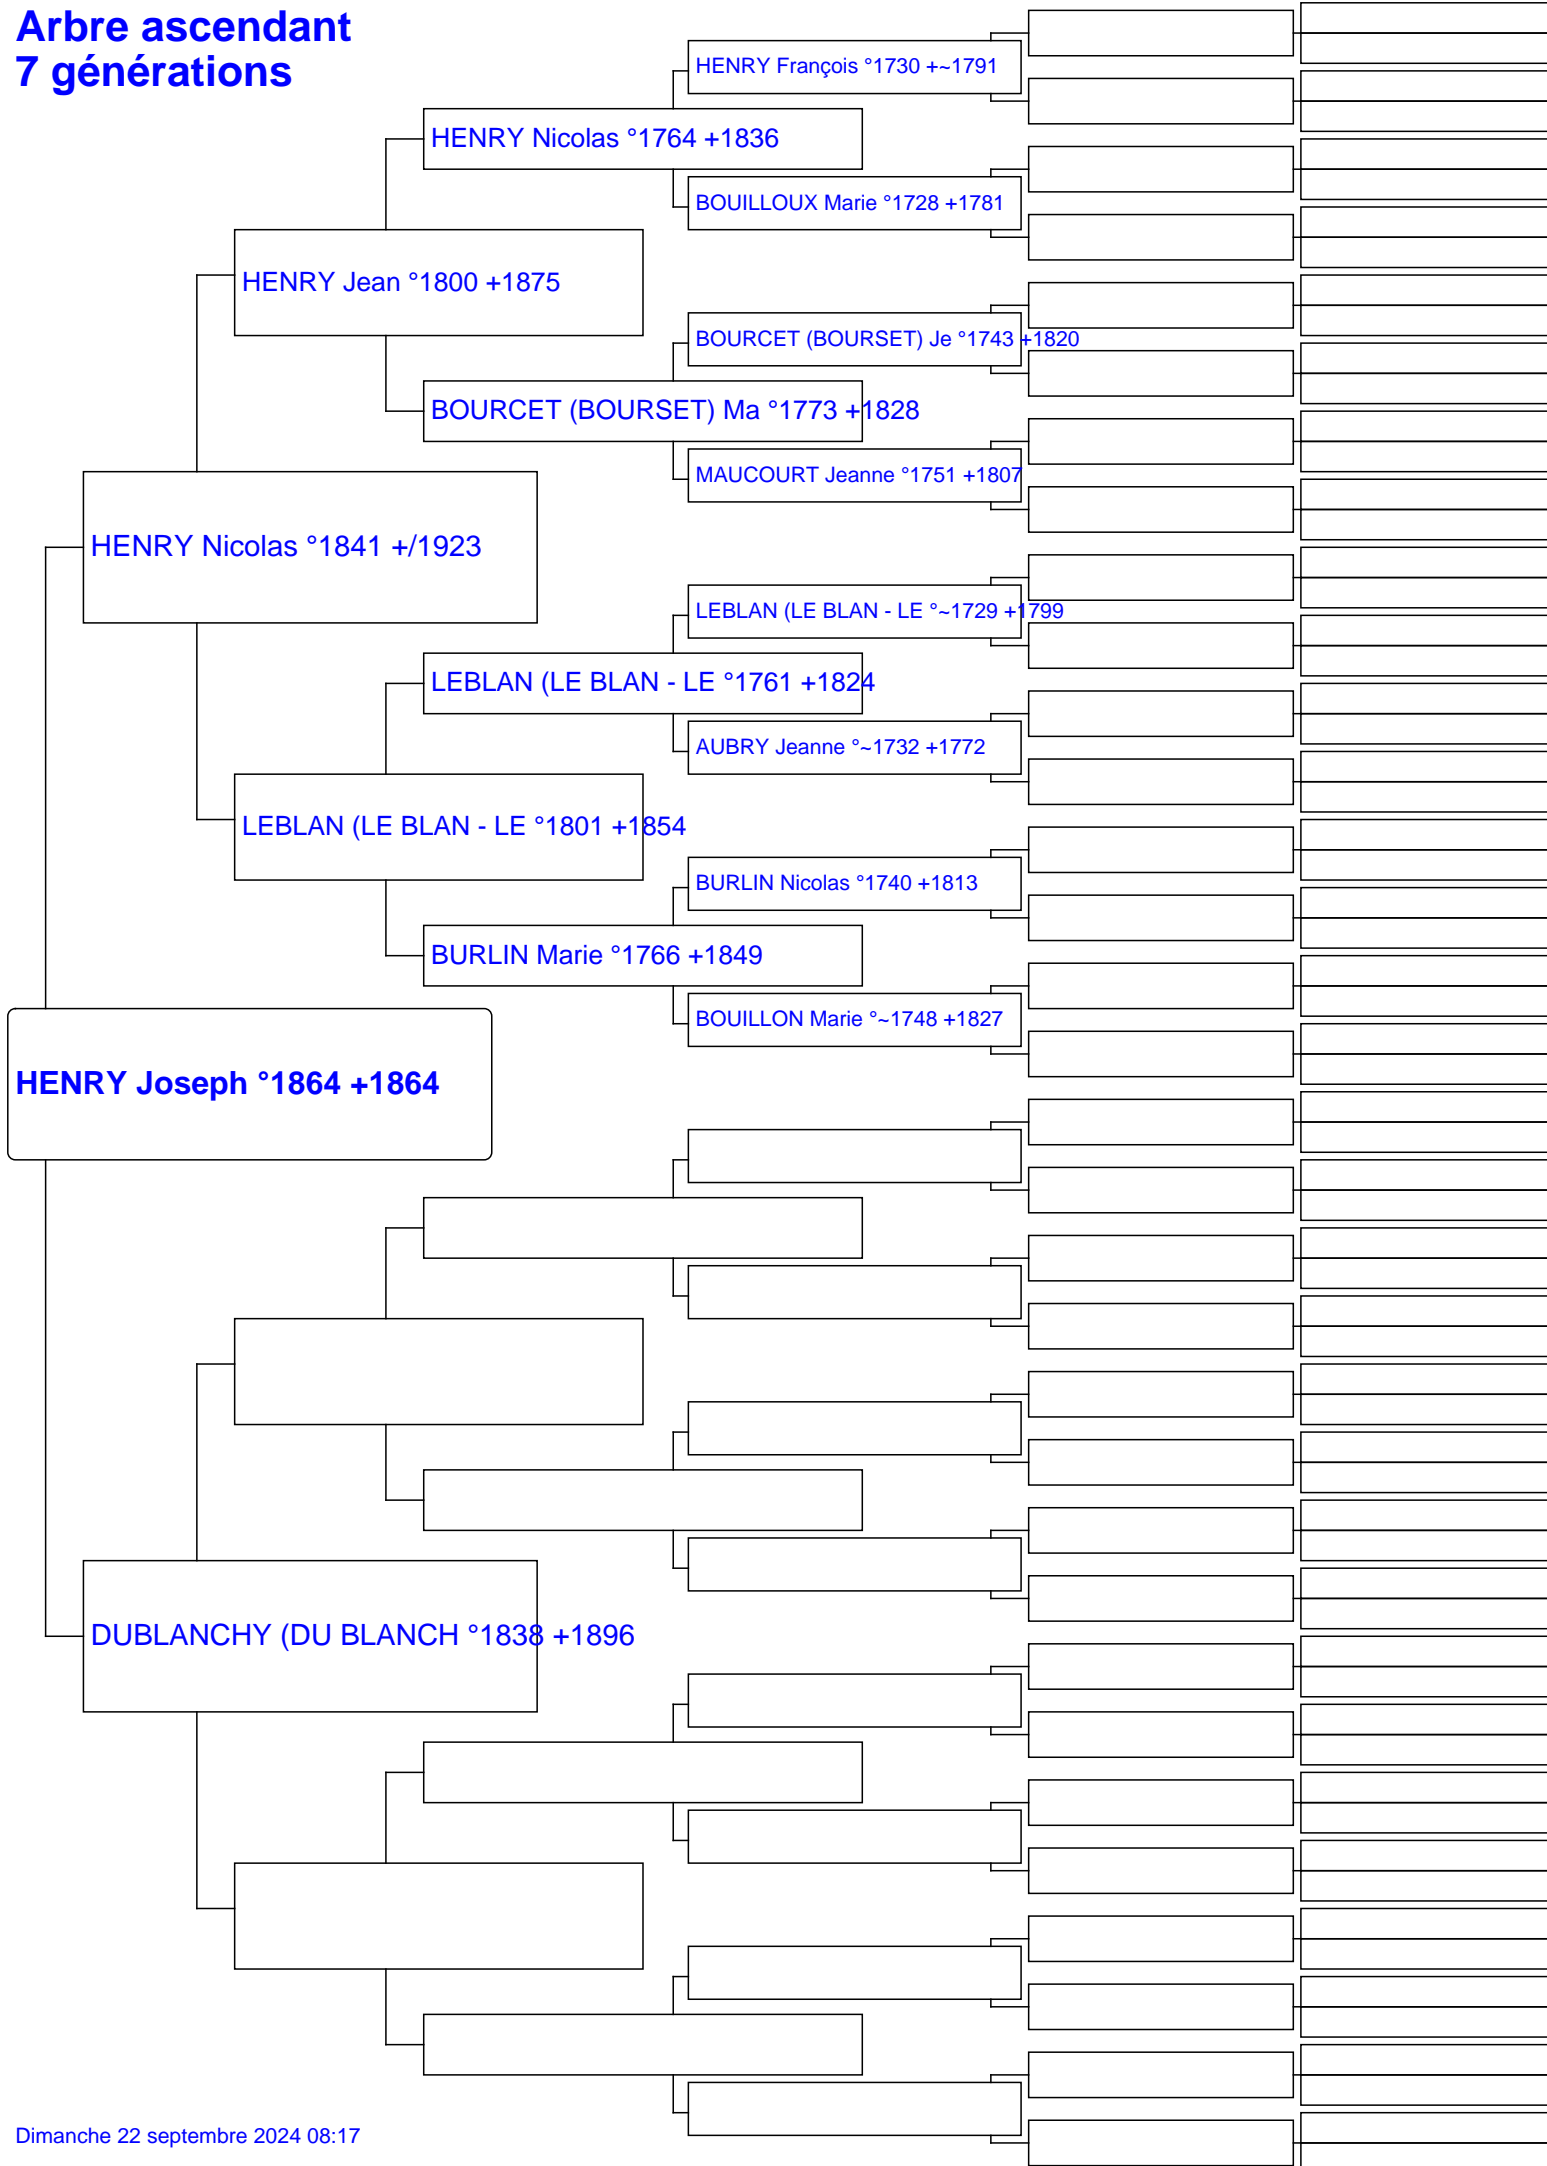 Arbre ascendant
7 générations
HENRY François °1730 +~1791
HENRY Nicolas °1764 +1836
BOUILLOUX Marie °1728 +1781
HENRY Jean °1800 +1875
BOURCET (BOURSET) Je °1743 +1820
BOURCET (BOURSET) Ma °1773 +1828
MAUCOURT Jeanne °1751 +1807
HENRY Nicolas °1841 +/1923
LEBLAN (LE BLAN - LE °~1729 +1799
LEBLAN (LE BLAN - LE °1761 +1824
AUBRY Jeanne °~1732 +1772
LEBLAN (LE BLAN - LE °1801 +1854
BURLIN Nicolas °1740 +1813
BURLIN Marie °1766 +1849
BOUILLON Marie °~1748 +1827
HENRY Joseph °1864 +1864
DUBLANCHY (DU BLANCH °1838 +1896
Dimanche 22 septembre 2024 08:17